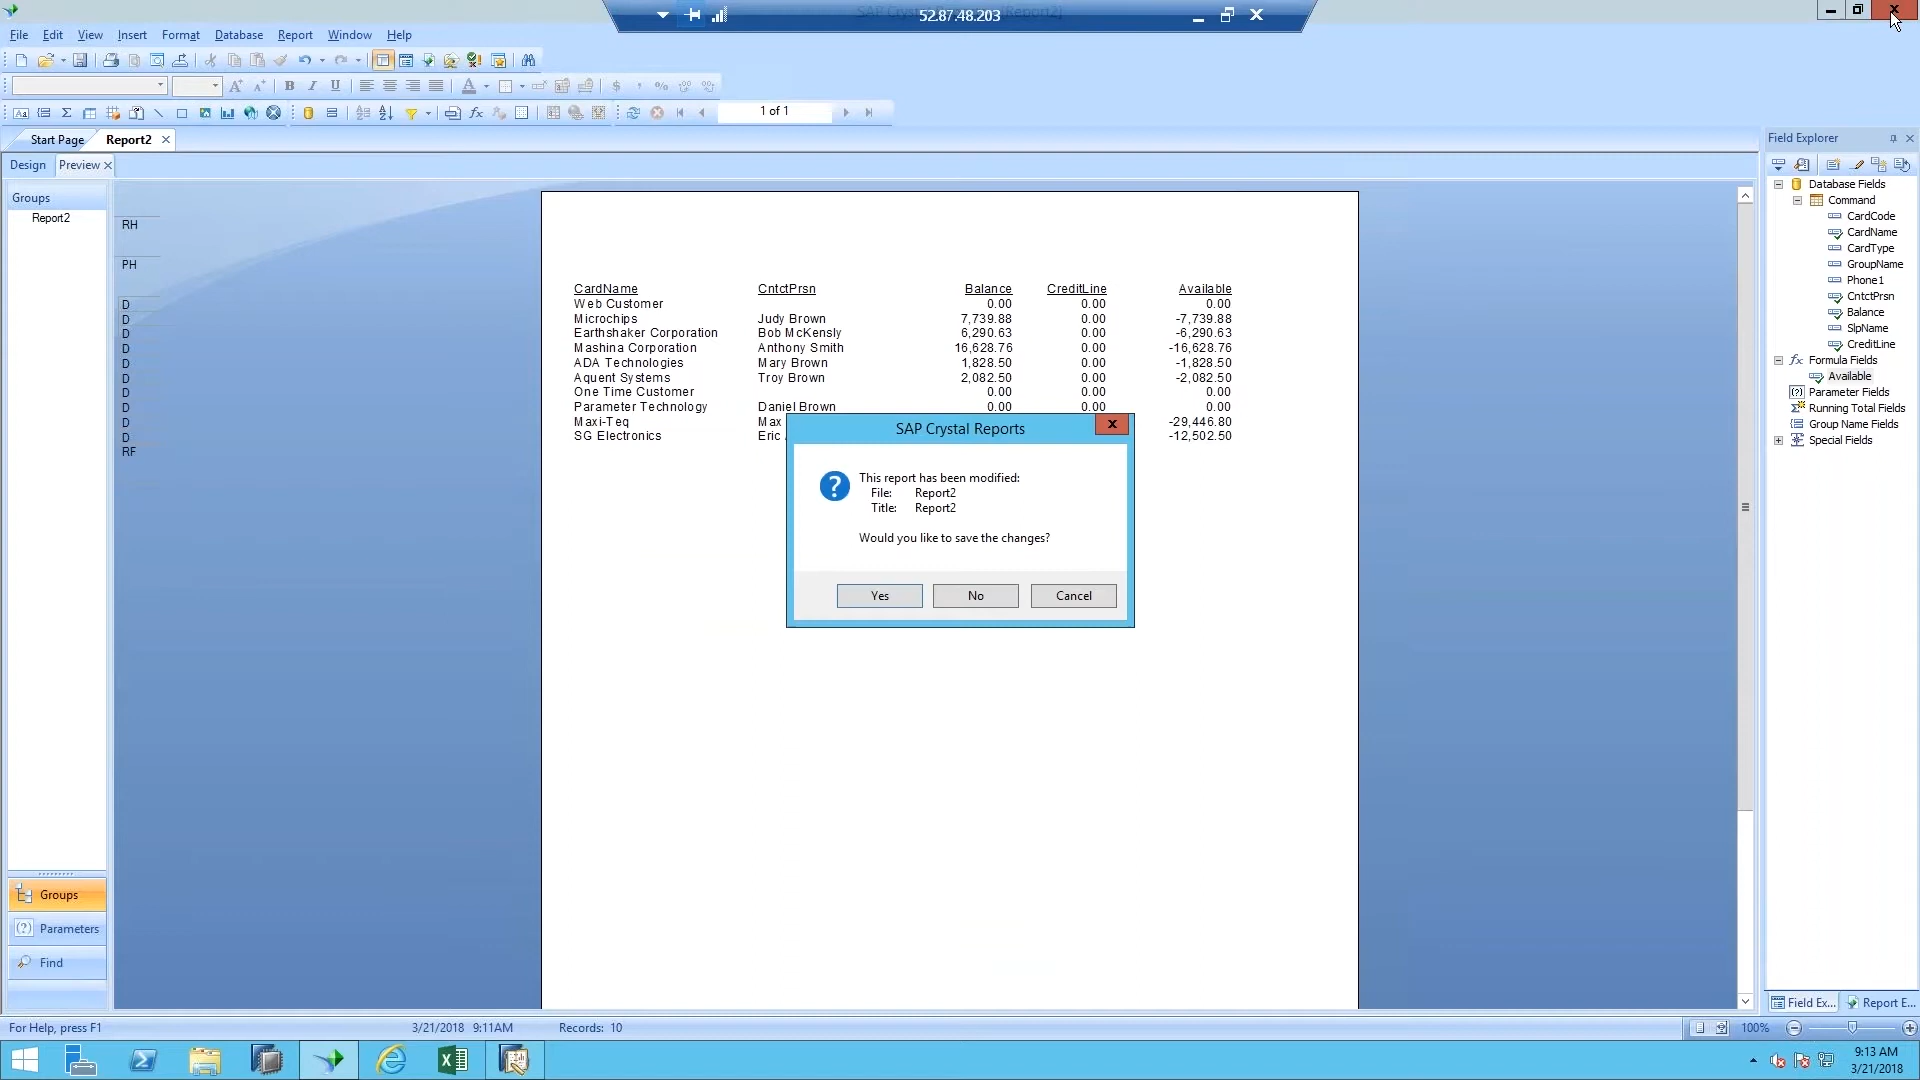 SAP Crystal Reports - [Report2]
52.87.48.203
File Edit View Insert Format Database Report Window Help
1 of 1
Start Page Report2
Design Preview
Groups
Report2
RH
PH
D
D
D
D
D
D
D
D
D
D
RF
CardName CntctPrsn Balance CreditLine Available
Web Customer 0.00 0.00 0.00
Microchips Judy Brown 7,739.88 0.00 -7,739.88
Earthshaker Corporation Bob McKensly 6,290.63 0.00 -6,290.63
Mashina Corporation Anthony Smith 16,628.76 0.00 -16,628.76
ADA Technologies Mary Brown 1,828.50 0.00 -1,828.50
Aquent Systems Troy Brown 2,082.50 0.00 -2,082.50
One Time Customer 0.00 0.00 0.00
Parameter Technology Daniel Brown 0.00 0.00 0.00
Maxi-Teq Max -29,446.80
SG Electronics Eric -12,502.50
SAP Crystal Reports
This report has been modified:
File: Report2
Title: Report2
Would you like to save the changes?
Yes No Cancel
Field Explorer
Database Fields
Command
CardCode
CardName
CardType
GroupName
Phone1
CntctPrsn
Balance
SlpName
CreditLine
Formula Fields
Available
Parameter Fields
Running Total Fields
Group Name Fields
Special Fields
Groups
Parameters
Find
Field Ex... Report E...
For Help, press F1 3/21/2018 9:11AM Records: 10 100%
9:13 AM
3/21/2018